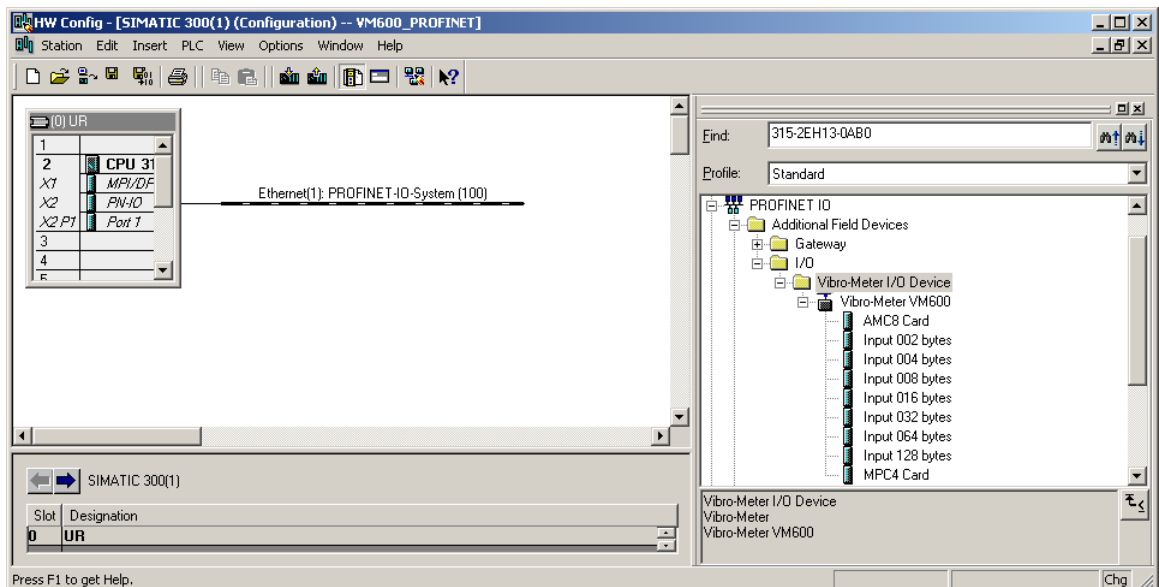 HW Config - [SIMATIC 300(1) (Configuration) -- VM600_PROFINET]
Station Edit Insert PLC View Options Window Help
(0) UR
1
2 CPU 31
X1 MPI/DP
X2 PN-IO
X2 P1 Port 1
3
4
5
Ethernet(1): PROFINET-IO-System (100)
SIMATIC 300(1)
Slot Designation
0 UR
Find: 315-2EH13-0AB0
Profile: Standard
PROFINET IO
Additional Field Devices
Gateway
I/O
Vibro-Meter I/O Device
Vibro-Meter VM600
AMC8 Card
Input 002 bytes
Input 004 bytes
Input 008 bytes
Input 016 bytes
Input 032 bytes
Input 064 bytes
Input 128 bytes
MPC4 Card
Vibro-Meter I/O Device
Vibro-Meter
Vibro-Meter VM600
Press F1 to get Help.
Chg